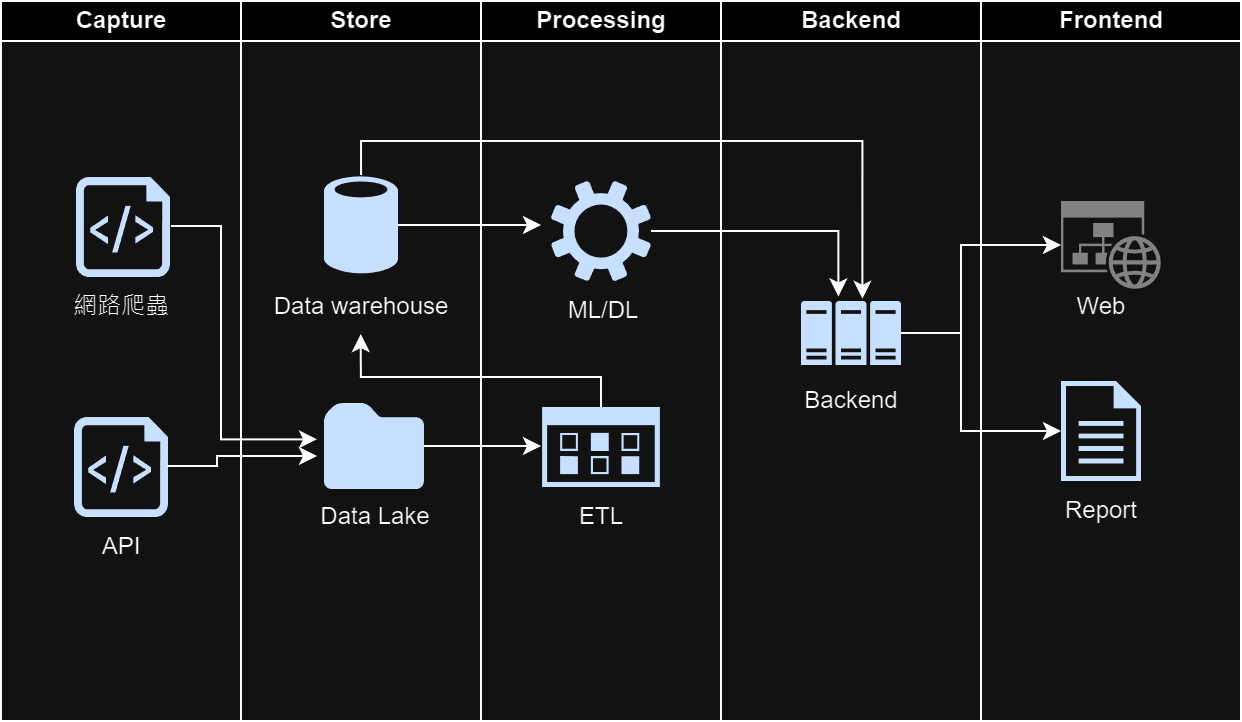 Capture
Store
Processing
Backend
Frontend
網路爬蟲
Data warehouse
ML/DL
Web
Backend
API
Data Lake
ETL
Report